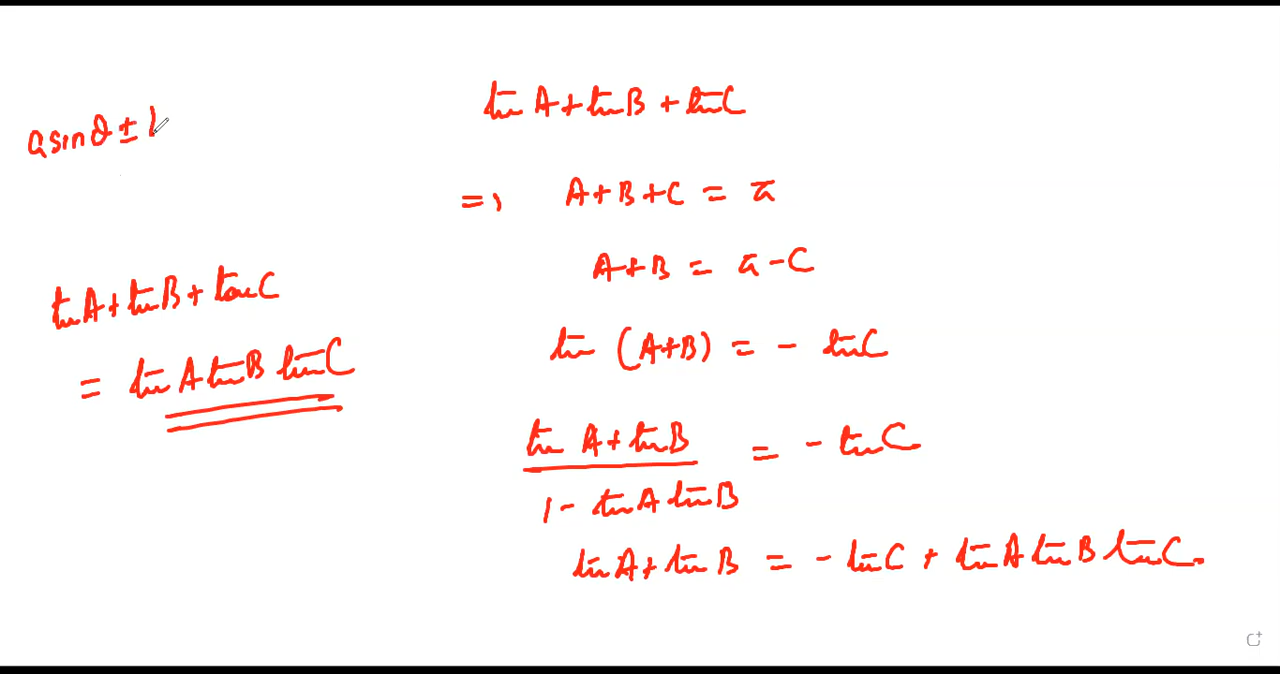 a sin θ ±
tan A + tan B + tan C
=> A + B + C = π
A + B = π - C
tan (A+B) = - tan C
tan A + tan B / 1 - tan A tan B = - tan C
tan A + tan B = - tan C + tan A tan B tan C.
tan A + tan B + tan C
= tan A tan B tan C